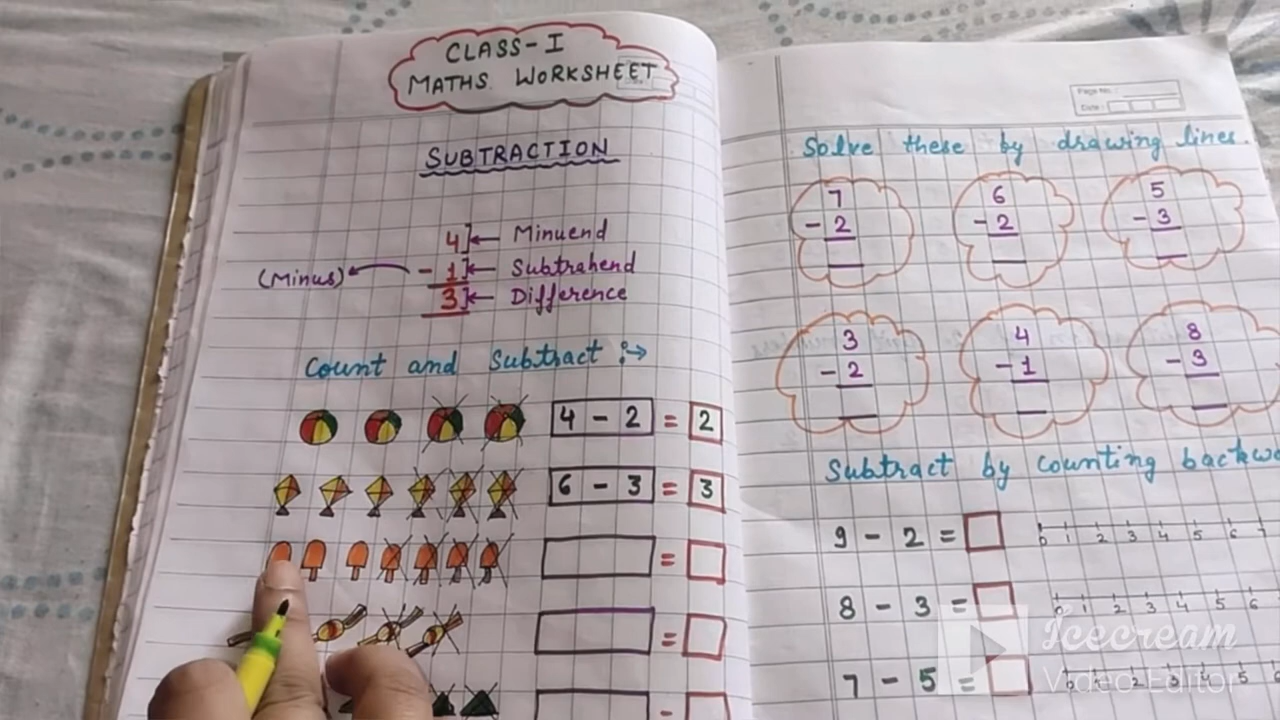 CLASS-I
MATHS WORKSHEET
SUBTRACTION
4 ← Minuend
(Minus) ← - 1 ← Subtrahend
3 ← Difference
Count and Subtract :→
4 - 2 = 2
6 - 3 = 3
=
=
Page No.:
Date:
Solve these by drawing lines.
7 6 5
- 2 - 2 - 3
3 4 8
- 2 - 1 - 3
Subtract by counting
9 - 2 =
0 1 2 3 4 5 6 7
8 - 3 =
0 1 2 3 4 5 6
7 - 5 =
0 1 2 3 4 5
Icecream
Video Editor